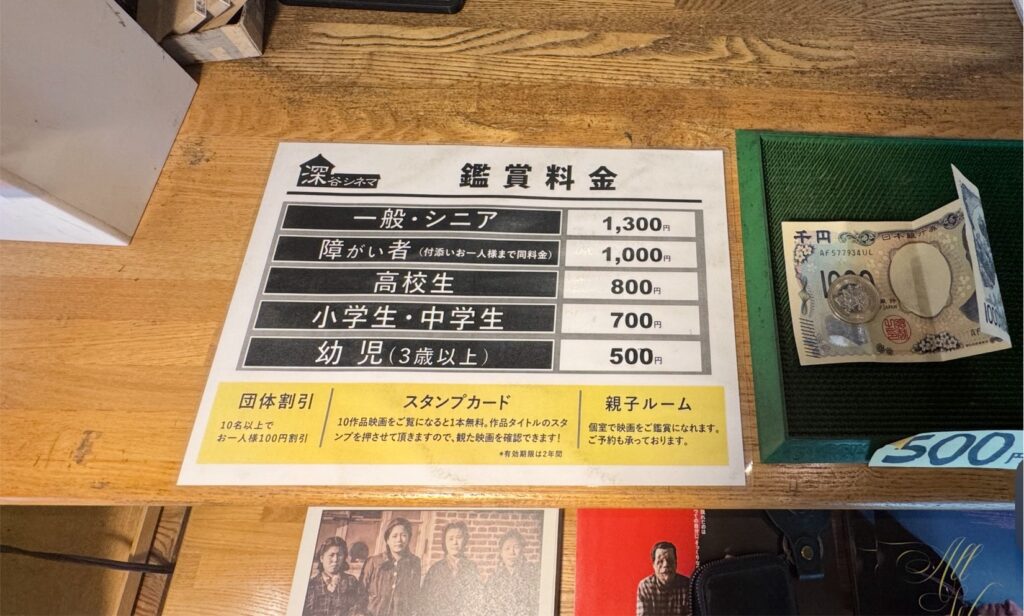 深谷シネマ
鑑賞料金
一般・シニア 1,300円
障がい者（付添いお一人様まで同料金） 1,000円
高校生 800円
小学生・中学生 700円
幼児（3歳以上） 500円
団体割引
10名以上で
お一人様100円割引
スタンプカード
10作品映画をご覧になると1本無料。作品タイトルのスタ
ンプを押させて頂きますので、観た映画を確認できます！
*有効期限は2年間
親子ルーム
個室で映画をご鑑賞になれます。
ご予約も承っております。
千円 日本銀行券
AF577934UL
1000
500円
All